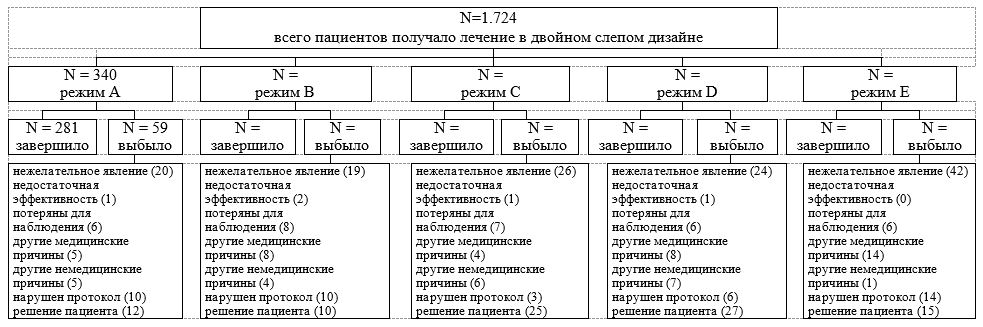 N=1.724
всего пациентов получало лечение в двойном слепом дизайне
N = 340
режим A
N =
режим B
N =
режим C
N =
режим D
N =
режим E
N = 281
завершило
N = 59
выбыло
N =
завершило
N =
выбыло
N =
завершило
N =
выбыло
N =
завершило
N =
выбыло
N =
завершило
N =
выбыло
нежелательное явление (20)
недостаточная
эффективность (1)
потеряны для
наблюдения (6)
другие медицинские
причины (5)
другие немедицинские
причины (5)
нарушен протокол (10)
решение пациента (12)
нежелательное явление (19)
недостаточная
эффективность (2)
потеряны для
наблюдения (8)
другие медицинские
причины (8)
другие немедицинские
причины (4)
нарушен протокол (10)
решение пациента (10)
нежелательное явление (26)
недостаточная
эффективность (1)
потеряны для
наблюдения (7)
другие медицинские
причины (4)
другие немедицинские
причины (6)
нарушен протокол (3)
решение пациента (25)
нежелательное явление (24)
недостаточная
эффективность (1)
потеряны для
наблюдения (6)
другие медицинские
причины (8)
другие немедицинские
причины (7)
нарушен протокол (6)
решение пациента (27)
нежелательное явление (42)
недостаточная
эффективность (0)
потеряны для
наблюдения (6)
другие медицинские
причины (14)
другие немедицинские
причины (1)
нарушен протокол (14)
решение пациента (15)